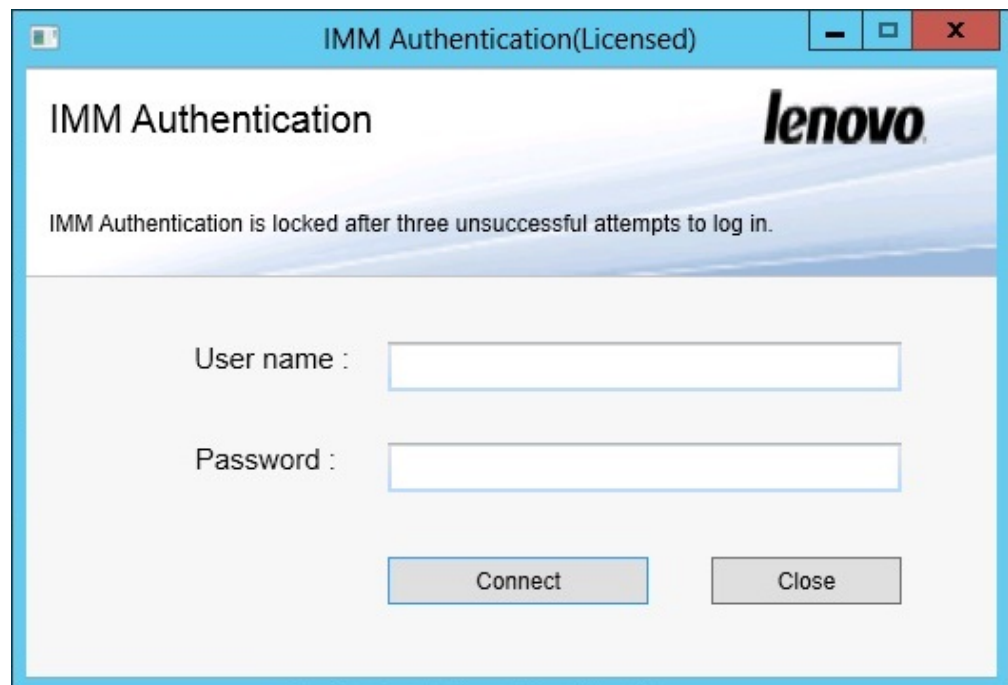 IMM Authentication(Licensed)
IMM Authentication
lenovo
IMM Authentication is locked after three unsuccessful attempts to log in.
User name :
Password :
Connect
Close